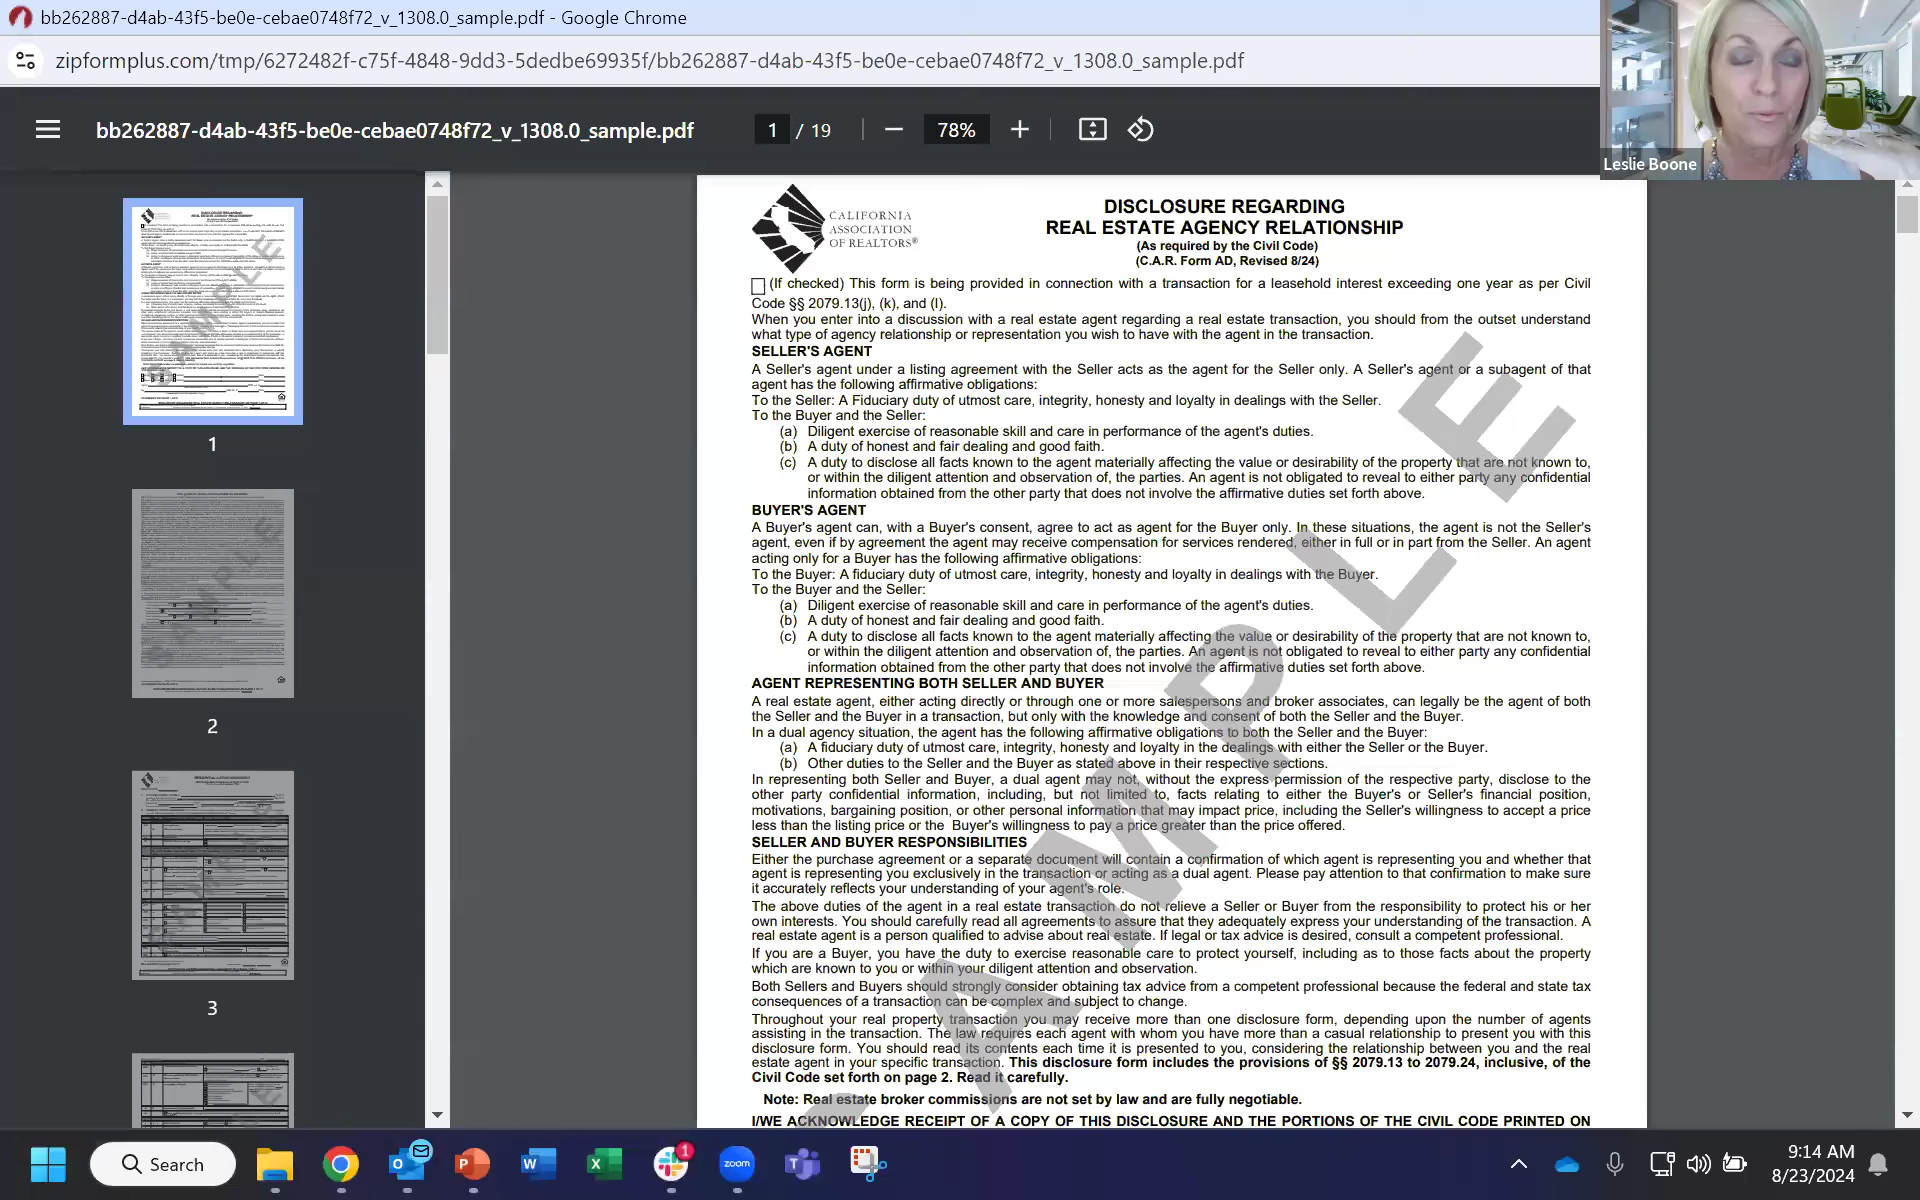 bb262887-d4ab-43f5-be0e-cebae0748f72_v_1308.0_sample.pdf - Google Chrome
zipformplus.com/tmp/6272482f-c75f-4848-9dd3-5dedbe69935f/bb262887-d4ab-43f5-be0e-cebae0748f72_v_1308.0_sample.pdf
Leslie Boone
bb262887-d4ab-43f5-be0e-cebae0748f72_v_1308.0_sample.pdf 1 / 19 78%
1
2
3
CALIFORNIA
ASSOCIATION
OF REALTORS®
DISCLOSURE REGARDING
REAL ESTATE AGENCY RELATIONSHIP
(As required by the Civil Code)
(C.A.R. Form AD, Revised 8/24)
(If checked) This form is being provided in connection with a transaction for a leasehold interest exceeding one year as per Civil
Code §§ 2079.13(j), (k), and (l).
When you enter into a discussion with a real estate agent regarding a real estate transaction, you should from the outset understand
what type of agency relationship or representation you wish to have with the agent in the transaction.
SELLER'S AGENT
A Seller's agent under a listing agreement with the Seller acts as the agent for the Seller only. A Seller's agent or a subagent of that
agent has the following affirmative obligations:
To the Seller: A Fiduciary duty of utmost care, integrity, honesty and loyalty in dealings with the Seller.
To the Buyer and the Seller:
(a) Diligent exercise of reasonable skill and care in performance of the agent's duties.
(b) A duty of honest and fair dealing and good faith.
(c) A duty to disclose all facts known to the agent materially affecting the value or desirability of the property that are not known to,
or within the diligent attention and observation of, the parties. An agent is not obligated to reveal to either party any confidential
information obtained from the other party that does not involve the affirmative duties set forth above.
BUYER'S AGENT
A Buyer's agent can, with a Buyer's consent, agree to act as agent for the Buyer only. In these situations, the agent is not the Seller's
agent, even if by agreement the agent may receive compensation for services rendered, either in full or in part from the Seller. An agent
acting only for a Buyer has the following affirmative obligations:
To the Buyer: A fiduciary duty of utmost care, integrity, honesty and loyalty in dealings with the Buyer.
To the Buyer and the Seller:
(a) Diligent exercise of reasonable skill and care in performance of the agent's duties.
(b) A duty of honest and fair dealing and good faith.
(c) A duty to disclose all facts known to the agent materially affecting the value or desirability of the property that are not known to,
or within the diligent attention and observation of, the parties. An agent is not obligated to reveal to either party any confidential
information obtained from the other party that does not involve the affirmative duties set forth above.
AGENT REPRESENTING BOTH SELLER AND BUYER
A real estate agent, either acting directly or through one or more salespersons and broker associates, can legally be the agent of both
the Seller and the Buyer in a transaction, but only with the knowledge and consent of both the Seller and the Buyer.
In a dual agency situation, the agent has the following affirmative obligations to both the Seller and the Buyer:
(a) A fiduciary duty of utmost care, integrity, honesty and loyalty in the dealings with either the Seller or the Buyer.
(b) Other duties to the Seller and the Buyer as stated above in their respective sections.
In representing both Seller and Buyer, a dual agent may not, without the express permission of the respective party, disclose to the
other party confidential information, including, but not limited to, facts relating to either the Buyer's or Seller's financial position,
motivations, bargaining position, or other personal information that may impact price, including the Seller's willingness to accept a price
less than the listing price or the Buyer's willingness to pay a price greater than the price offered.
SELLER AND BUYER RESPONSIBILITIES
Either the purchase agreement or a separate document will contain a confirmation of which agent is representing you and whether that
agent is representing you exclusively in the transaction or acting as a dual agent. Please pay attention to that confirmation to make sure
it accurately reflects your understanding of your agent's role.
The above duties of the agent in a real estate transaction do not relieve a Seller or Buyer from the responsibility to protect his or her
own interests. You should carefully read all agreements to assure that they adequately express your understanding of the transaction. A
real estate agent is a person qualified to advise about real estate. If legal or tax advice is desired, consult a competent professional.
If you are a Buyer, you have the duty to exercise reasonable care to protect yourself, including as to those facts about the property
which are known to you or within your diligent attention and observation.
Both Sellers and Buyers should strongly consider obtaining tax advice from a competent professional because the federal and state tax
consequences of a transaction can be complex and subject to change.
Throughout your real property transaction you may receive more than one disclosure form, depending upon the number of agents
assisting in the transaction. The law requires each agent with whom you have more than a casual relationship to present you with this
disclosure form. You should read its contents each time it is presented to you, considering the relationship between you and the real
estate agent in your specific transaction. This disclosure form includes the provisions of §§ 2079.13 to 2079.24, inclusive, of the
Civil Code set forth on page 2. Read it carefully.
Note: Real estate broker commissions are not set by law and are fully negotiable.
I/WE ACKNOWLEDGE RECEIPT OF A COPY OF THIS DISCLOSURE AND THE PORTIONS OF THE CIVIL CODE PRINTED ON
SAMPLE
Search
zoom
1
9:14 AM
8/23/2024